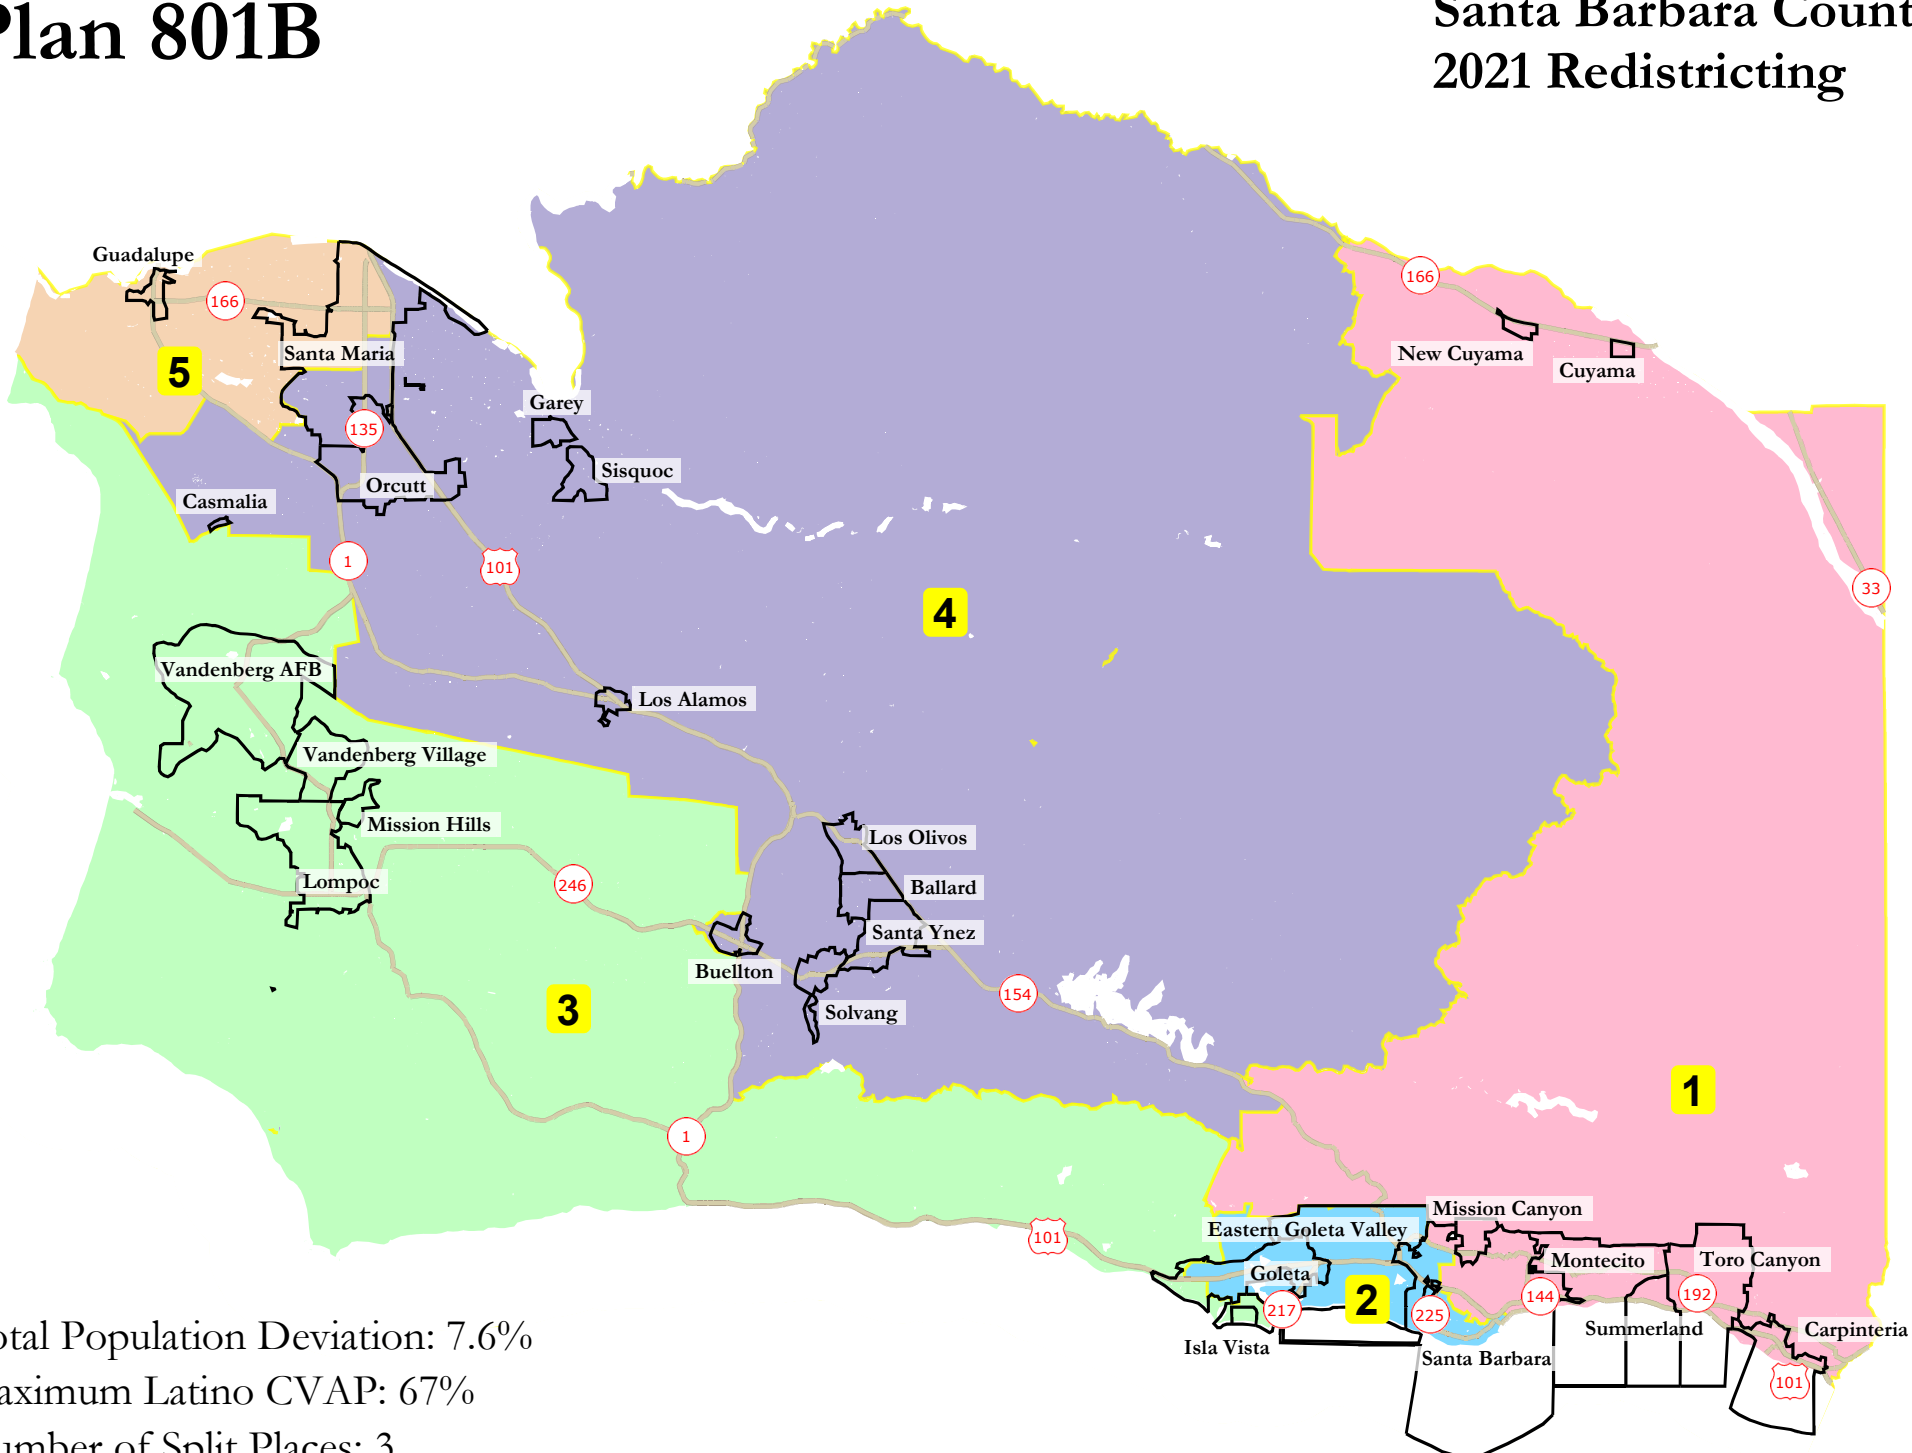 Plan 801B
Santa Barbara Count
2021 Redistricting
Guadalupe
166
166
5
Santa Maria
New Cuyama
Cuyama
Garey
135
Sisquoc
Orcutt
Casmalia
1
101
33
4
Vandenberg AFB
Los Alamos
Vandenberg Village
Mission Hills
Los Olivos
Lompoc
246
Ballard
Santa Ynez
Buellton
154
3
Solvang
1
1
Mission Canyon
Eastern Goleta Valley
101
Montecito
Toro Canyon
Goleta
2
217
225
144
192
Isla Vista
Summerland
Carpinteria
Santa Barbara
101
otal Population Deviation: 7.6%
aximum Latino CVAP: 67%
umber of Split Places: 3